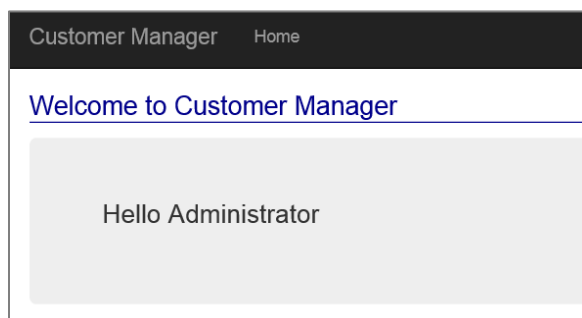 Customer Manager Home
Welcome to Customer Manager
Hello Administrator